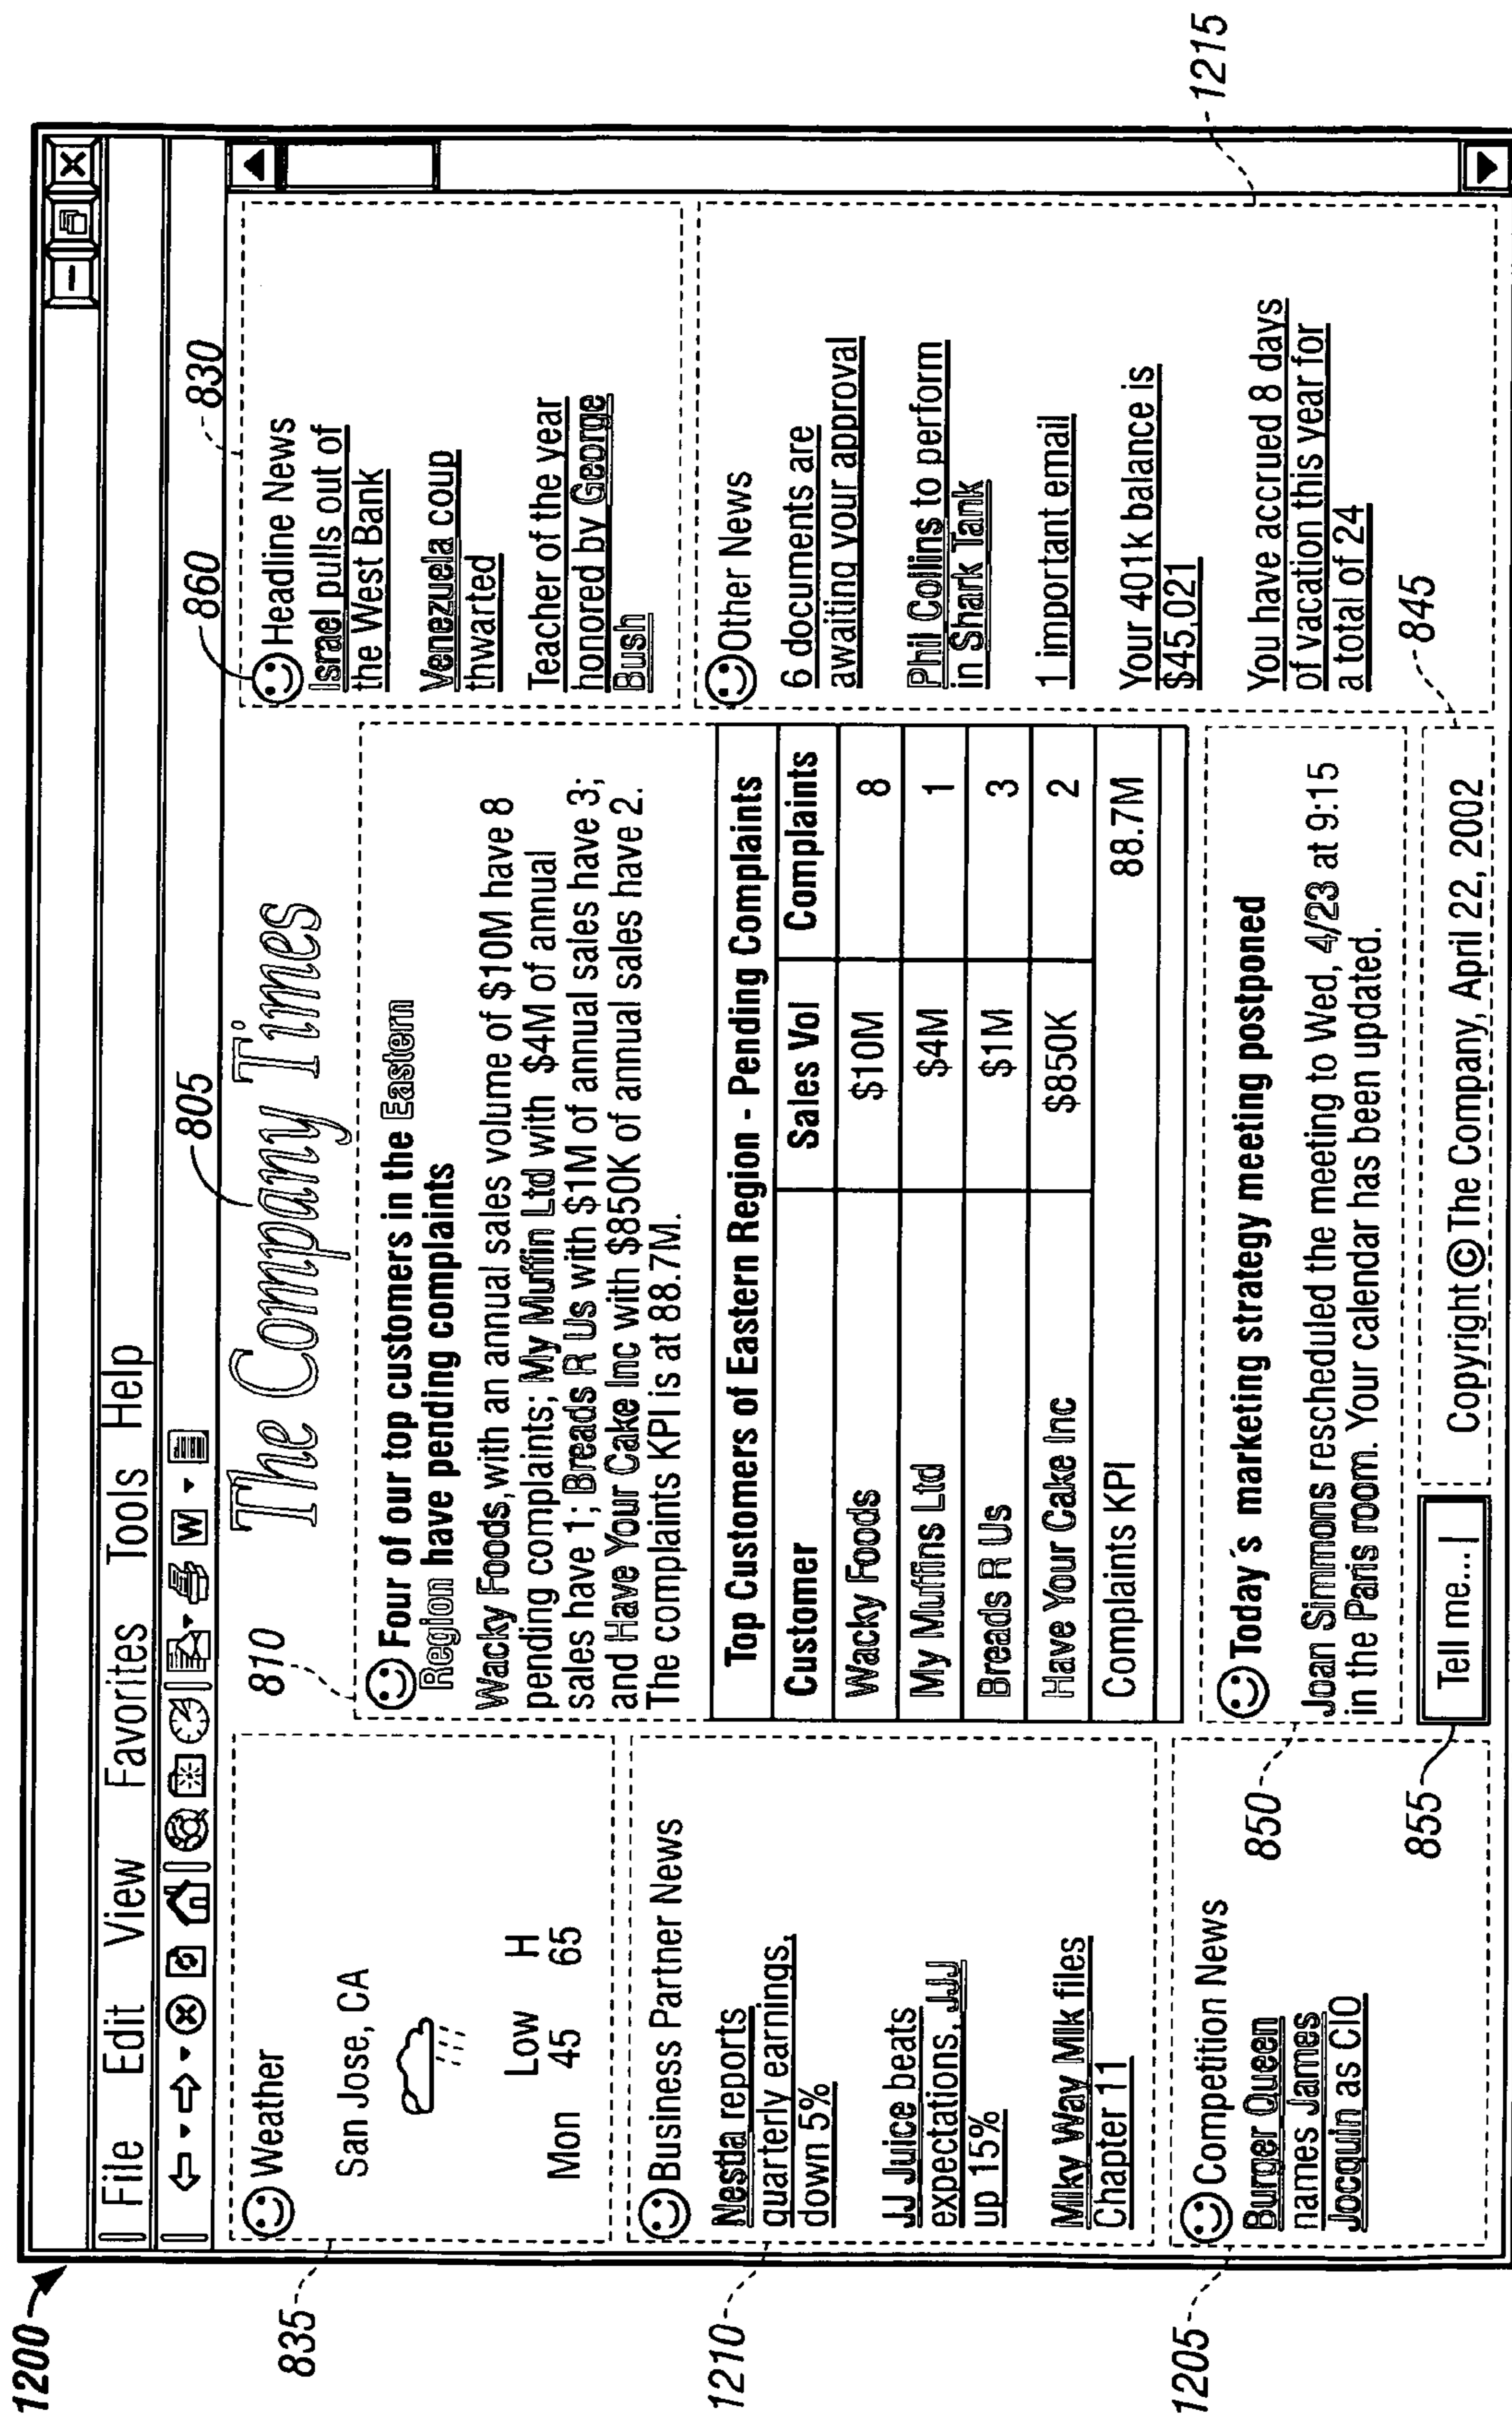 1200
File Edit View Favorites Tools Help
W
805
The Company Times
835
Weather
San Jose, CA
Low H
Mon 45 65
1210
Business Partner News
Nestla reports
quarterly earnings,
down 5%
JJ Juice beats
expectations, JJJ
up 15%
Milky Way Mlk files
Chapter 11
1205
Competition News
Burger Queen
names James
Jocquin as CIO
810
Four of our top customers in the Eastern
Region have pending complaints
Wacky Foods, with an annual sales volume of $10M have 8
pending complaints; My Muffin Ltd with $4M of annual
sales have 1; Breads R Us with $1M of annual sales have 3;
and Have Your Cake Inc with $850K of annual sales have 2.
The complaints KPI is at 88.7M.
Top Customers of Eastern Region - Pending Complaints
Customer Sales Vol Complaints
Wacky Foods $10M 8
My Muffins Ltd $4M 1
Breads R Us $1M 3
Have Your Cake Inc $850K 2
Complaints KPI 88.7M
850
Today's marketing strategy meeting postponed
Joan Simmons rescheduled the meeting to Wed, 4/23 at 9:15
in the Paris room. Your calendar has been updated.
855
Tell me...
845
Copyright © The Company, April 22, 2002
860
830
Headline News
Israel pulls out of
the West Bank
Venezuela coup
thwarted
Teacher of the year
honored by George
Bush
1215
Other News
6 documents are
awaiting your approval
Phil Collins to perform
in Shark Tank
1 important email
Your 401k balance is
$45,021
You have accrued 8 days
of vacation this year for
a total of 24